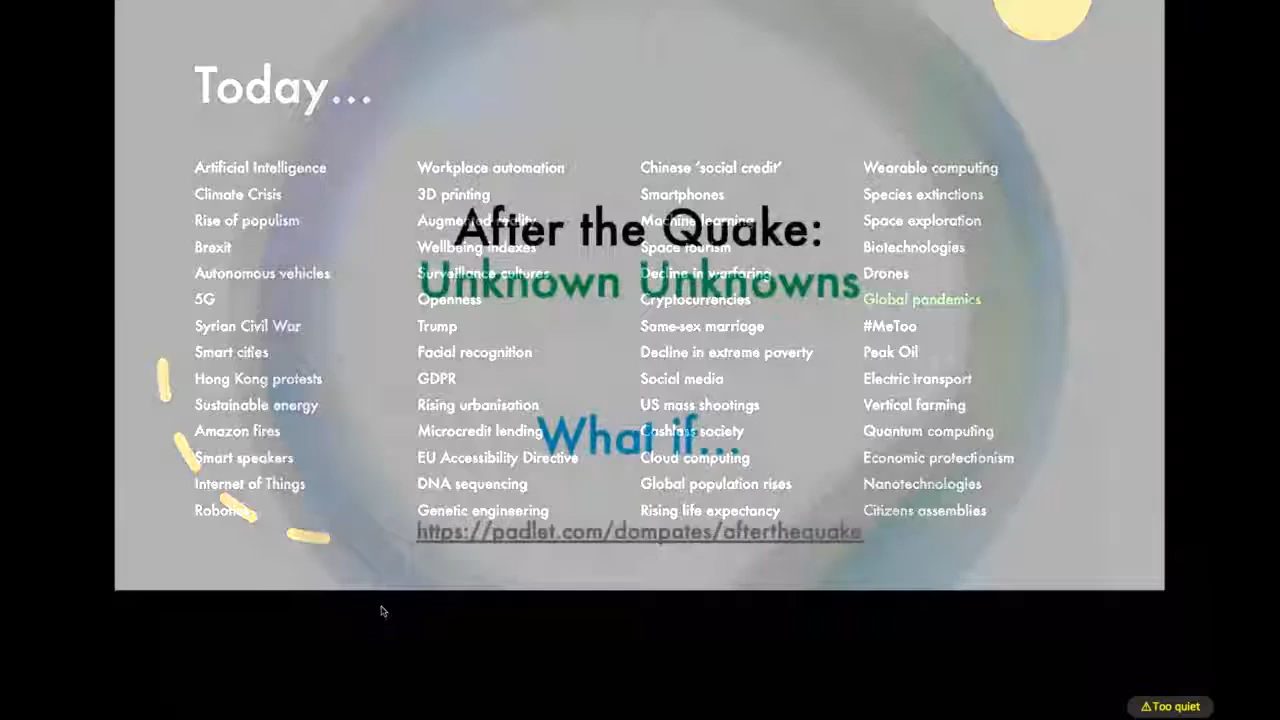 Today...
Artificial Intelligence
Climate Crisis
Rise of populism
Brexit
Autonomous vehicles
5G
Syrian Civil War
Smart cities
Hong Kong protests
Sustainable energy
Amazon fires
Smart speakers
Internet of Things
Robotics
Workplace automation
3D printing
Augmented reality
Wellbeing indexes
Surveillance cultures
Openness
Trump
Facial recognition
GDPR
Rising urbanisation
Microcredit lending
EU Accessibility Directive
DNA sequencing
Genetic engineering
Chinese ‘social credit’
Smartphones
Machine learning
Space tourism
Decline in warfaring
Cryptocurrencies
Same-sex marriage
Decline in extreme poverty
Social media
US mass shootings
Cashless society
Cloud computing
Global population rises
Rising life expectancy
Wearable computing
Species extinctions
Space exploration
Biotechnologies
Drones
Global pandemics
#MeToo
Peak Oil
Electric transport
Vertical farming
Quantum computing
Economic protectionism
Nanotechnologies
Citizens assemblies
After the Quake:
Unknown Unknowns
What if...
https://padlet.com/dompates/afterthequake
⚠Too quiet